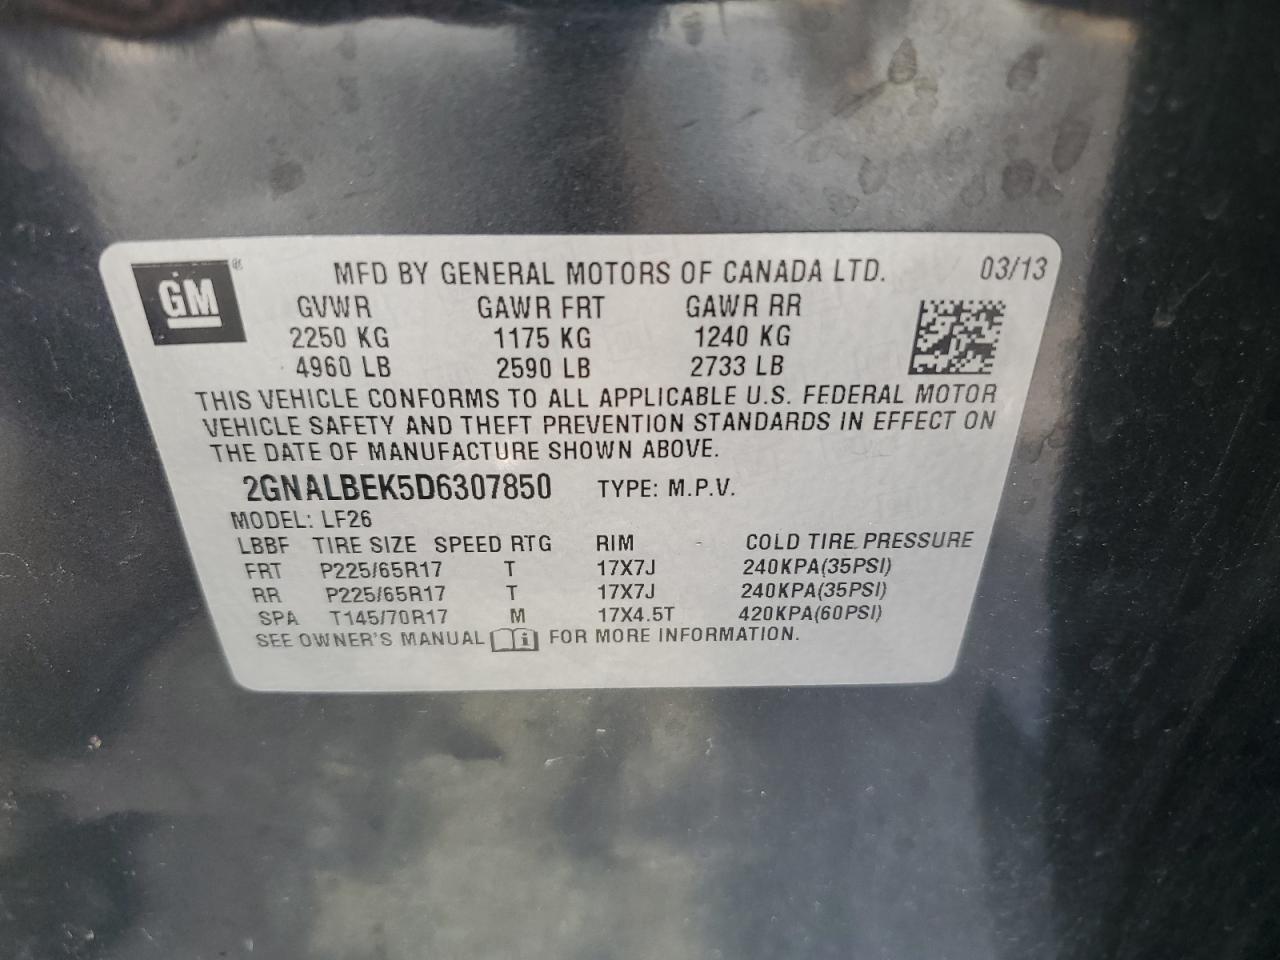 GM® MFD BY GENERAL MOTORS OF CANADA LTD. 03/13
GVWR GAWR FRT GAWR RR
2250 KG 1175 KG 1240 KG
4960 LB 2590 LB 2733 LB
THIS VEHICLE CONFORMS TO ALL APPLICABLE U.S. FEDERAL MOTOR
VEHICLE SAFETY AND THEFT PREVENTION STANDARDS IN EFFECT ON
THE DATE OF MANUFACTURE SHOWN ABOVE.
2GNALBEK5D6307850 TYPE: M.P.V.
MODEL: LF26
LBBF TIRE SIZE SPEED RTG RIM COLD TIRE PRESSURE
FRT P225/65R17 T 17X7J 240KPA(35PSI)
RR P225/65R17 T 17X7J 240KPA(35PSI)
SPA T145/70R17 M 17X4.5T 420KPA(60PSI)
SEE OWNER'S MANUAL i FOR MORE INFORMATION.